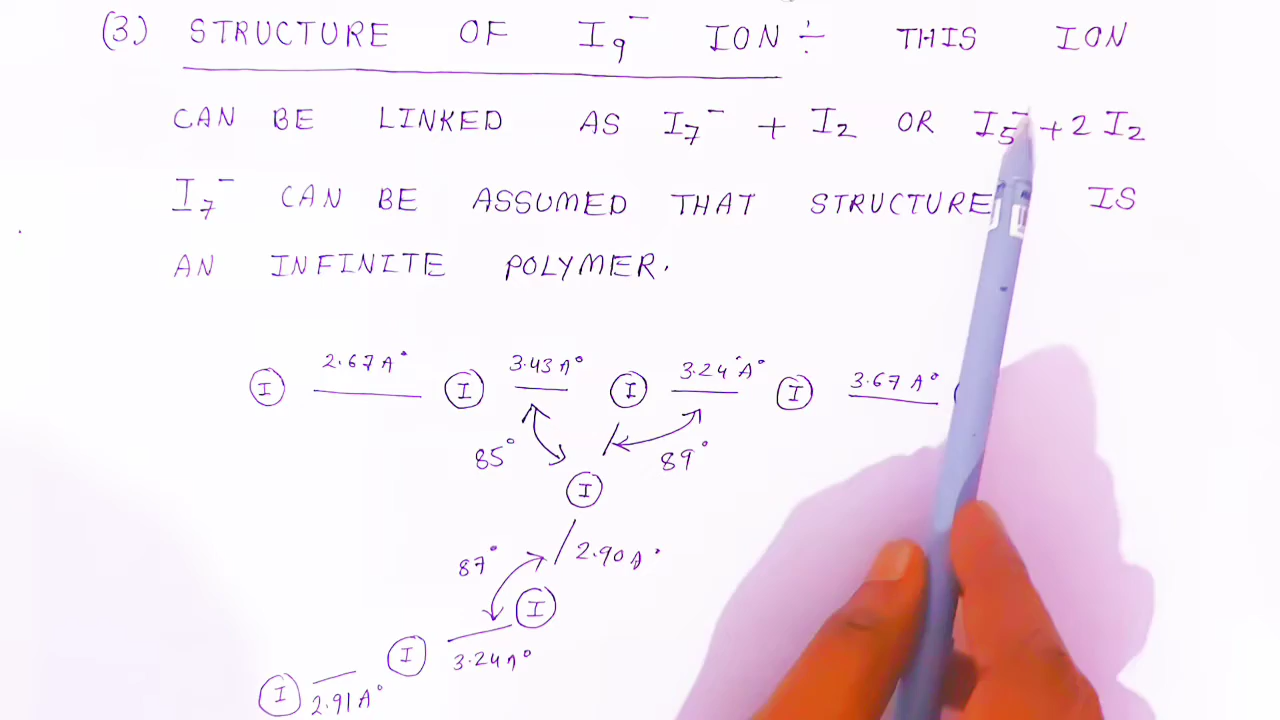 (3) STRUCTURE OF I₉⁻ ION ÷ THIS ION
CAN BE LINKED AS I₇⁻ + I₂ OR I₅⁻ + 2 I₂
I₇⁻ CAN BE ASSUMED THAT STRUCTURE IS
AN INFINITE POLYMER.
I 2.67 A° I 3.43 A° I 3.24 A° I 3.67 A°
85° 89°
I
87° 2.90 A°
I
I 3.24 A°
I 2.91 A°